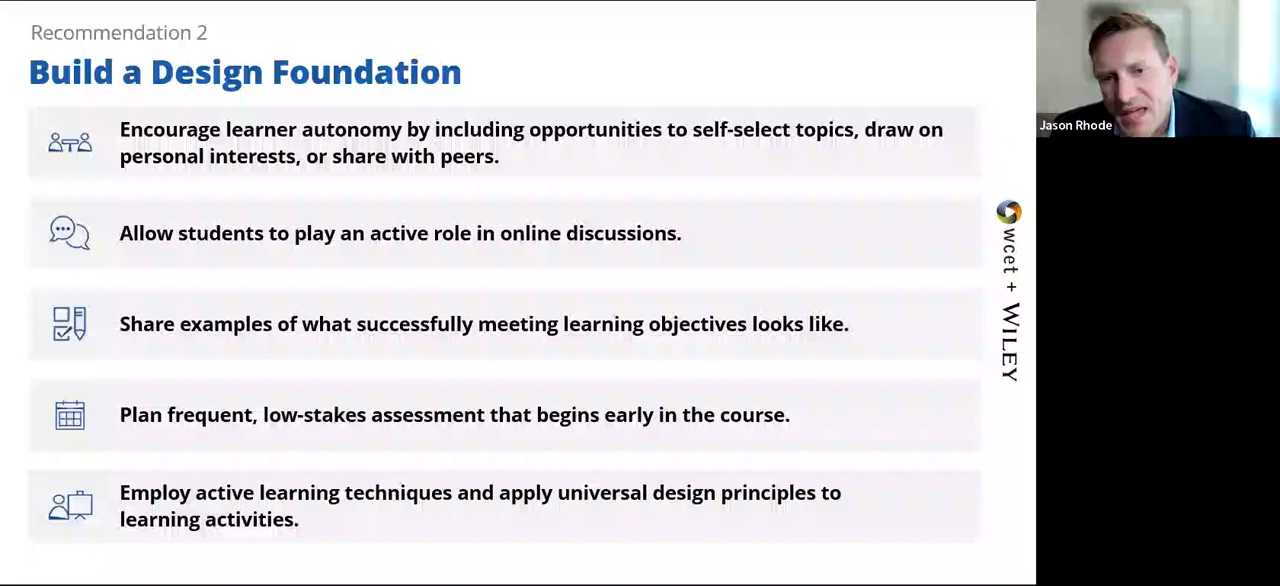 Recommendation 2
Build a Design Foundation
Encourage learner autonomy by including opportunities to self-select topics, draw on
personal interests, or share with peers.
Allow students to play an active role in online discussions.
Share examples of what successfully meeting learning objectives looks like.
Plan frequent, low-stakes assessment that begins early in the course.
Employ active learning techniques and apply universal design principles to
learning activities.
wcet + WILEY
Jason Rhode